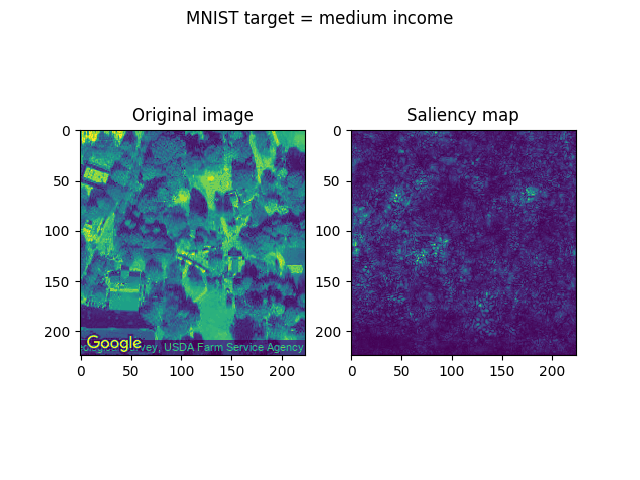 MNIST target = medium income
Original image
Saliency map
0
50
100
150
200
0
50
100
150
200
Google
vey, USDA Farm Service Agency
0 50 100 150 200
0 50 100 150 200